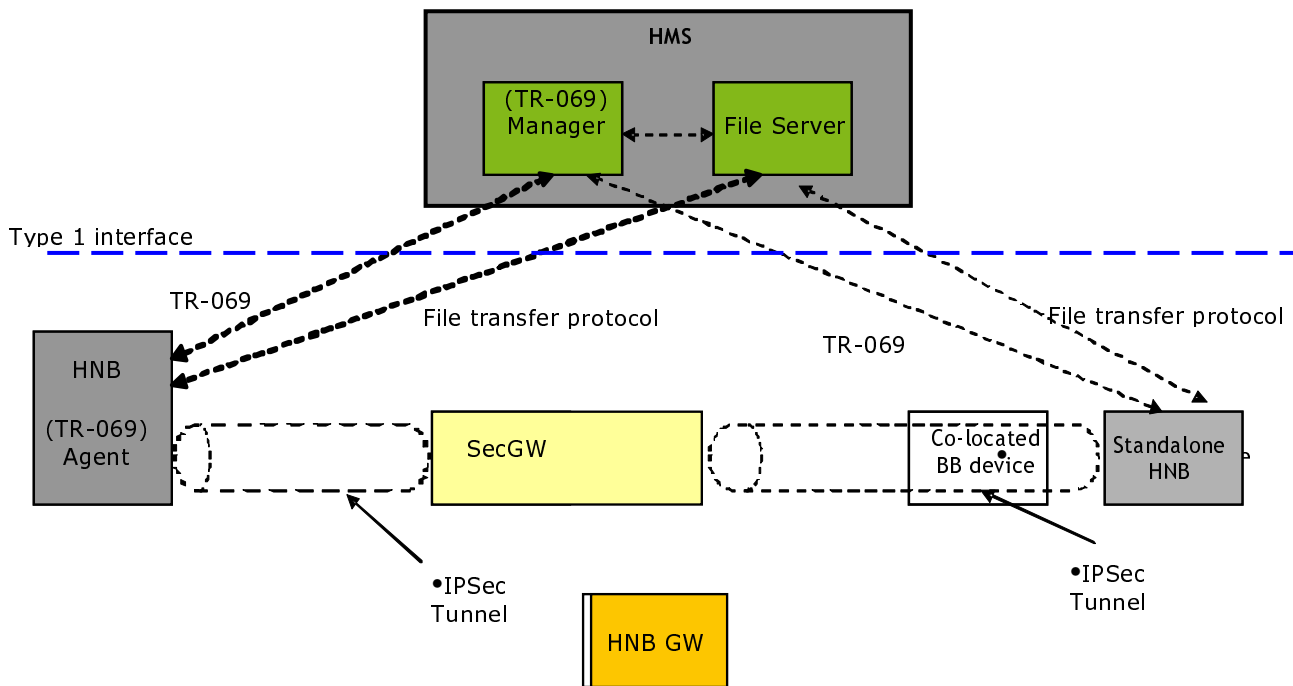 HMS
(TR-069)
Manager
File Server
Type 1 interface
TR-069
File transfer protocol
File transfer protocol
TR-069
HNB
(TR-069)
Agent
SecGW
Co-located
BB device
Standalone
HNB
•IPSec
Tunnel
•IPSec
Tunnel
HNB GW